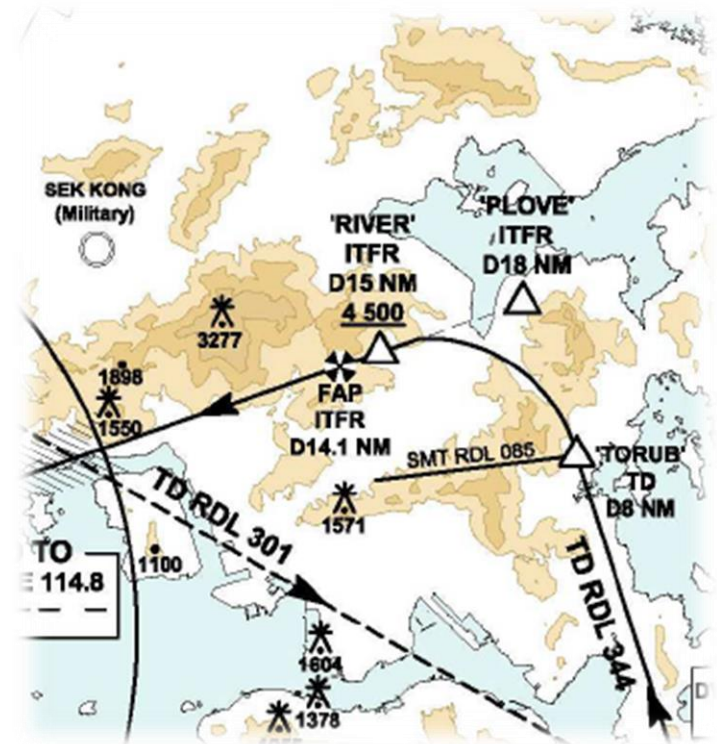 SEK KONG
(Military)
'RIVER'
ITFR
D15 NM
4 500
'PLOVE'
ITFR
D18 NM
3277
1898
1550
FAP
ITFR
D14.1 NM
SMT RDL 085
'TORUB'
TD
D8 NM
1571
TD RDL 301
TD RDL 344
TO
114.8
1100
1604
1378